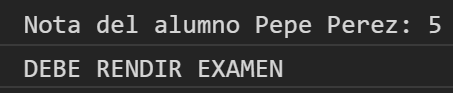 Nota del alumno Pepe Perez: 5
DEBE RENDIR EXAMEN